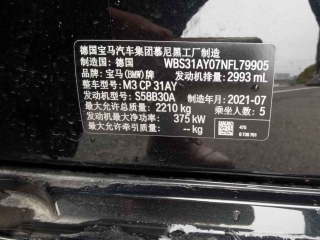 德国宝马汽车集团慕尼黑工厂制造
制造国：德国 WBS31AY07NFL79905
品牌：宝马(BMW)牌 发动机排量：2993 mL
整车型号：M3 CP 31AY
发动机型号：S58B30A 制造年月：2021-07
最大允许总质量：2210 kg 乘坐人数：5
发动机最大净功率：375 kW
最大允许牵引总质量：--/-- kg 475